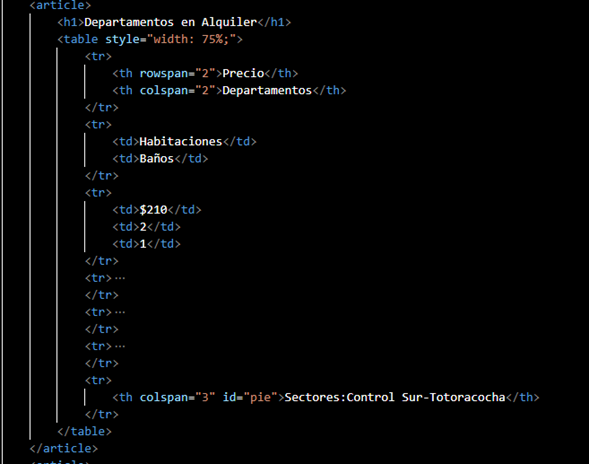 <article>
<h1>Departamentos en Alquiler</h1>
<table style="width: 75%;">
<tr>
<th rowspan="2">Precio</th>
<th colspan="2">Departamentos</th>
</tr>
<tr>
<td>Habitaciones</td>
<td>Baños</td>
</tr>
<tr>
<td>$210</td>
<td>2</td>
<td>1</td>
</tr>
<tr>···
</tr>
<tr>···
</tr>
<tr>···
</tr>
<tr>
<th colspan="3" id="pie">Sectores:Control Sur-Totoracocha</th>
</tr>
</table>
</article>
<article>